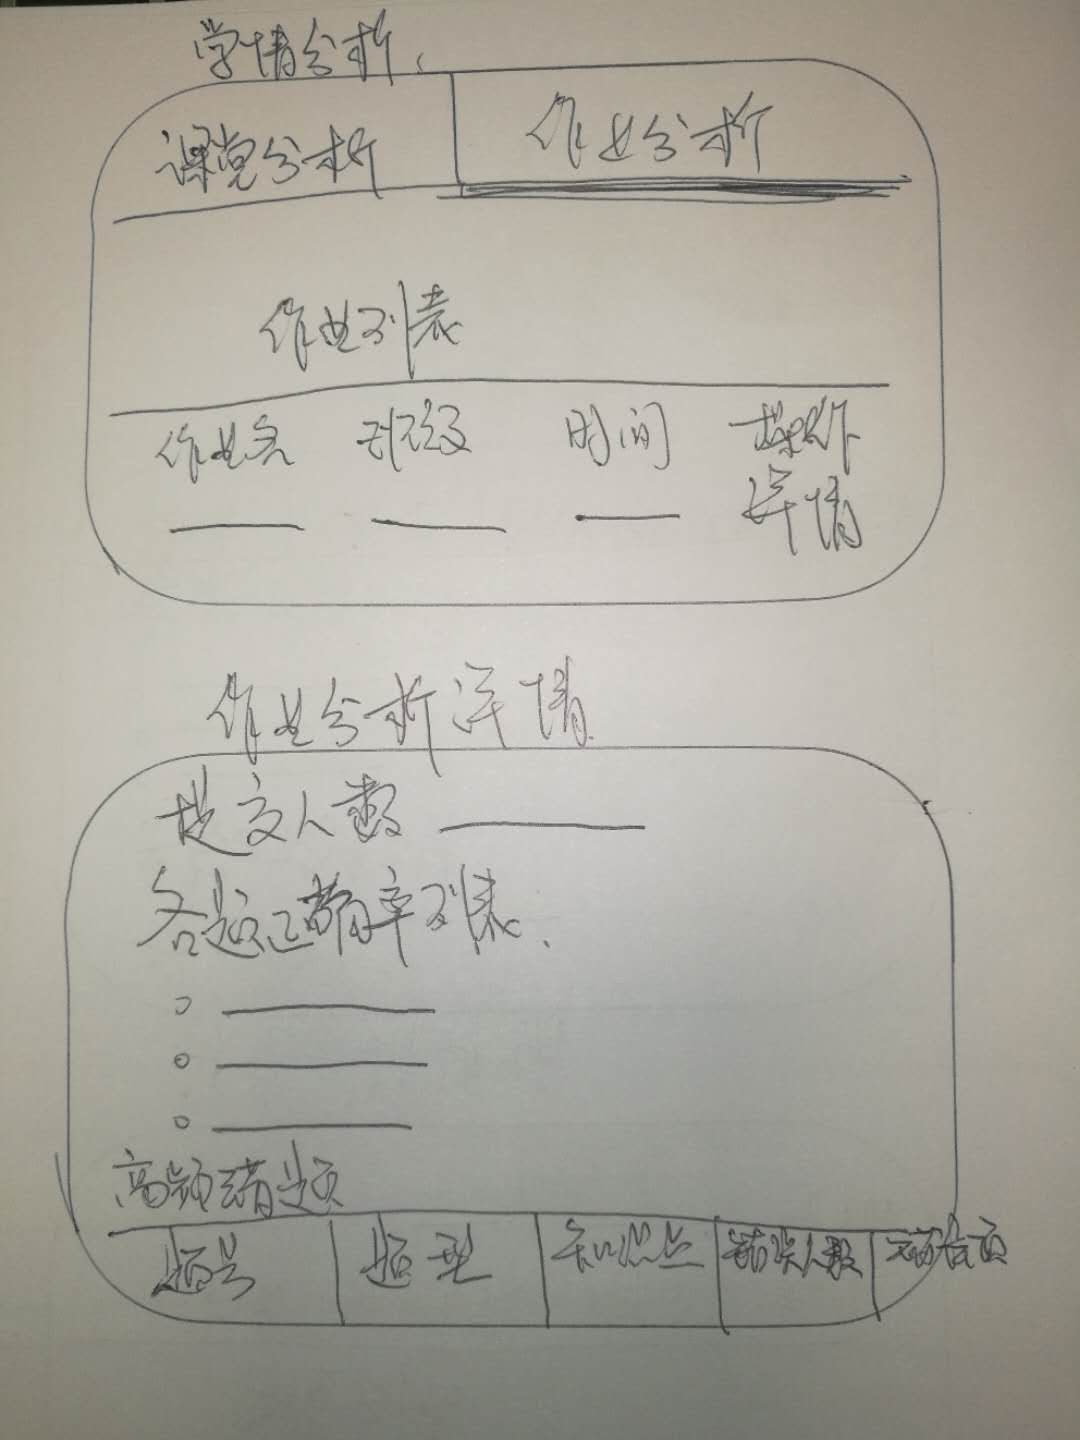 学情分析
课堂分析 作业分析
作业列表
作业名 班级 时间 操作
详情
作业分析详情
提交人数
各题正确率列表
高频错题
题号 题型 知识点 错误人数